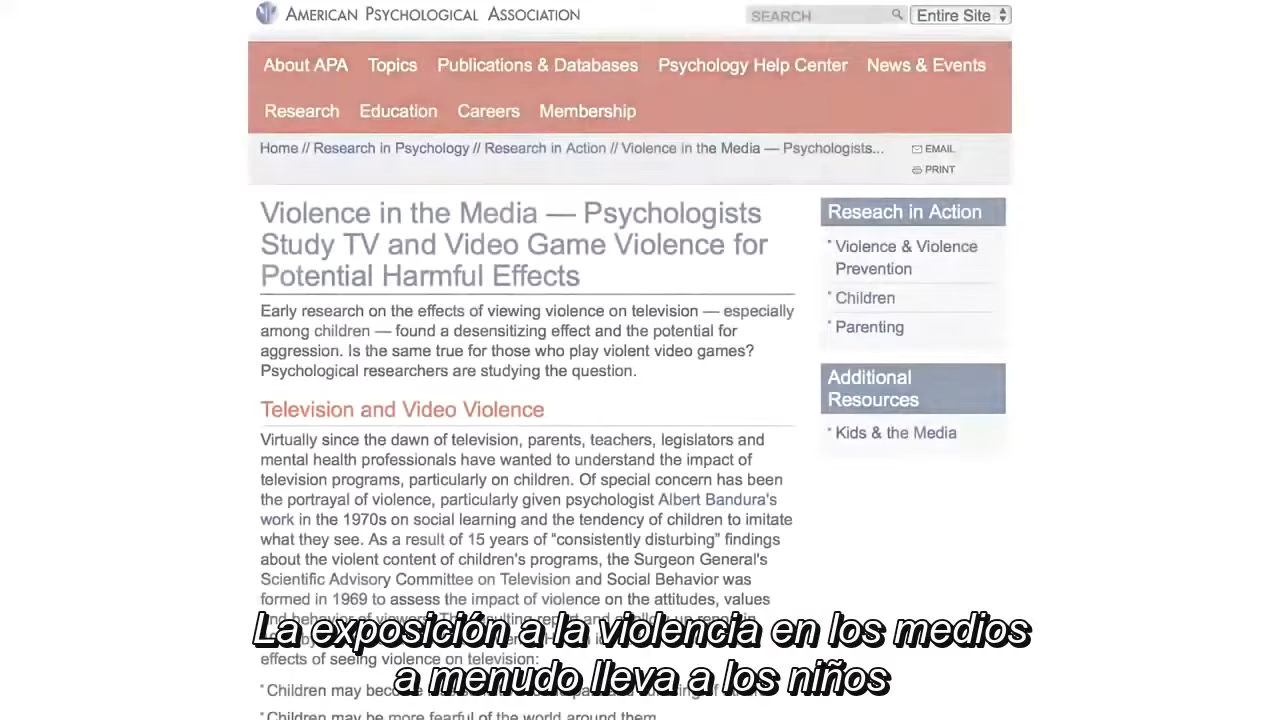 AMERICAN PSYCHOLOGICAL ASSOCIATION
SEARCH
Entire Site
About APA Topics Publications & Databases Psychology Help Center News & Events
Research Education Careers Membership
Home // Research in Psychology // Research in Action // Violence in the Media — Psychologists...
EMAIL
PRINT
Violence in the Media — Psychologists
Study TV and Video Game Violence for
Potential Harmful Effects
Early research on the effects of viewing violence on television — especially
among children — found a desensitizing effect and the potential for
aggression. Is the same true for those who play violent video games?
Psychological researchers are studying the question.
Television and Video Violence
Virtually since the dawn of television, parents, teachers, legislators and
mental health professionals have wanted to understand the impact of
television programs, particularly on children. Of special concern has been
the portrayal of violence, particularly given psychologist Albert Bandura's
work in the 1970s on social learning and the tendency of children to imitate
what they see. As a result of 15 years of “consistently disturbing” findings
about the violent content of children's programs, the Surgeon General's
Scientific Advisory Committee on Television and Social Behavior was
formed in 1969 to assess the impact of violence on the attitudes, values
effects of seeing violence on television:
Children may
Children may be more fearful of the world around them
Reseach in Action
Violence & Violence
Prevention
Children
Parenting
Additional
Resources
Kids & the Media
La exposición a la violencia en los medios
a menudo lleva a los niños